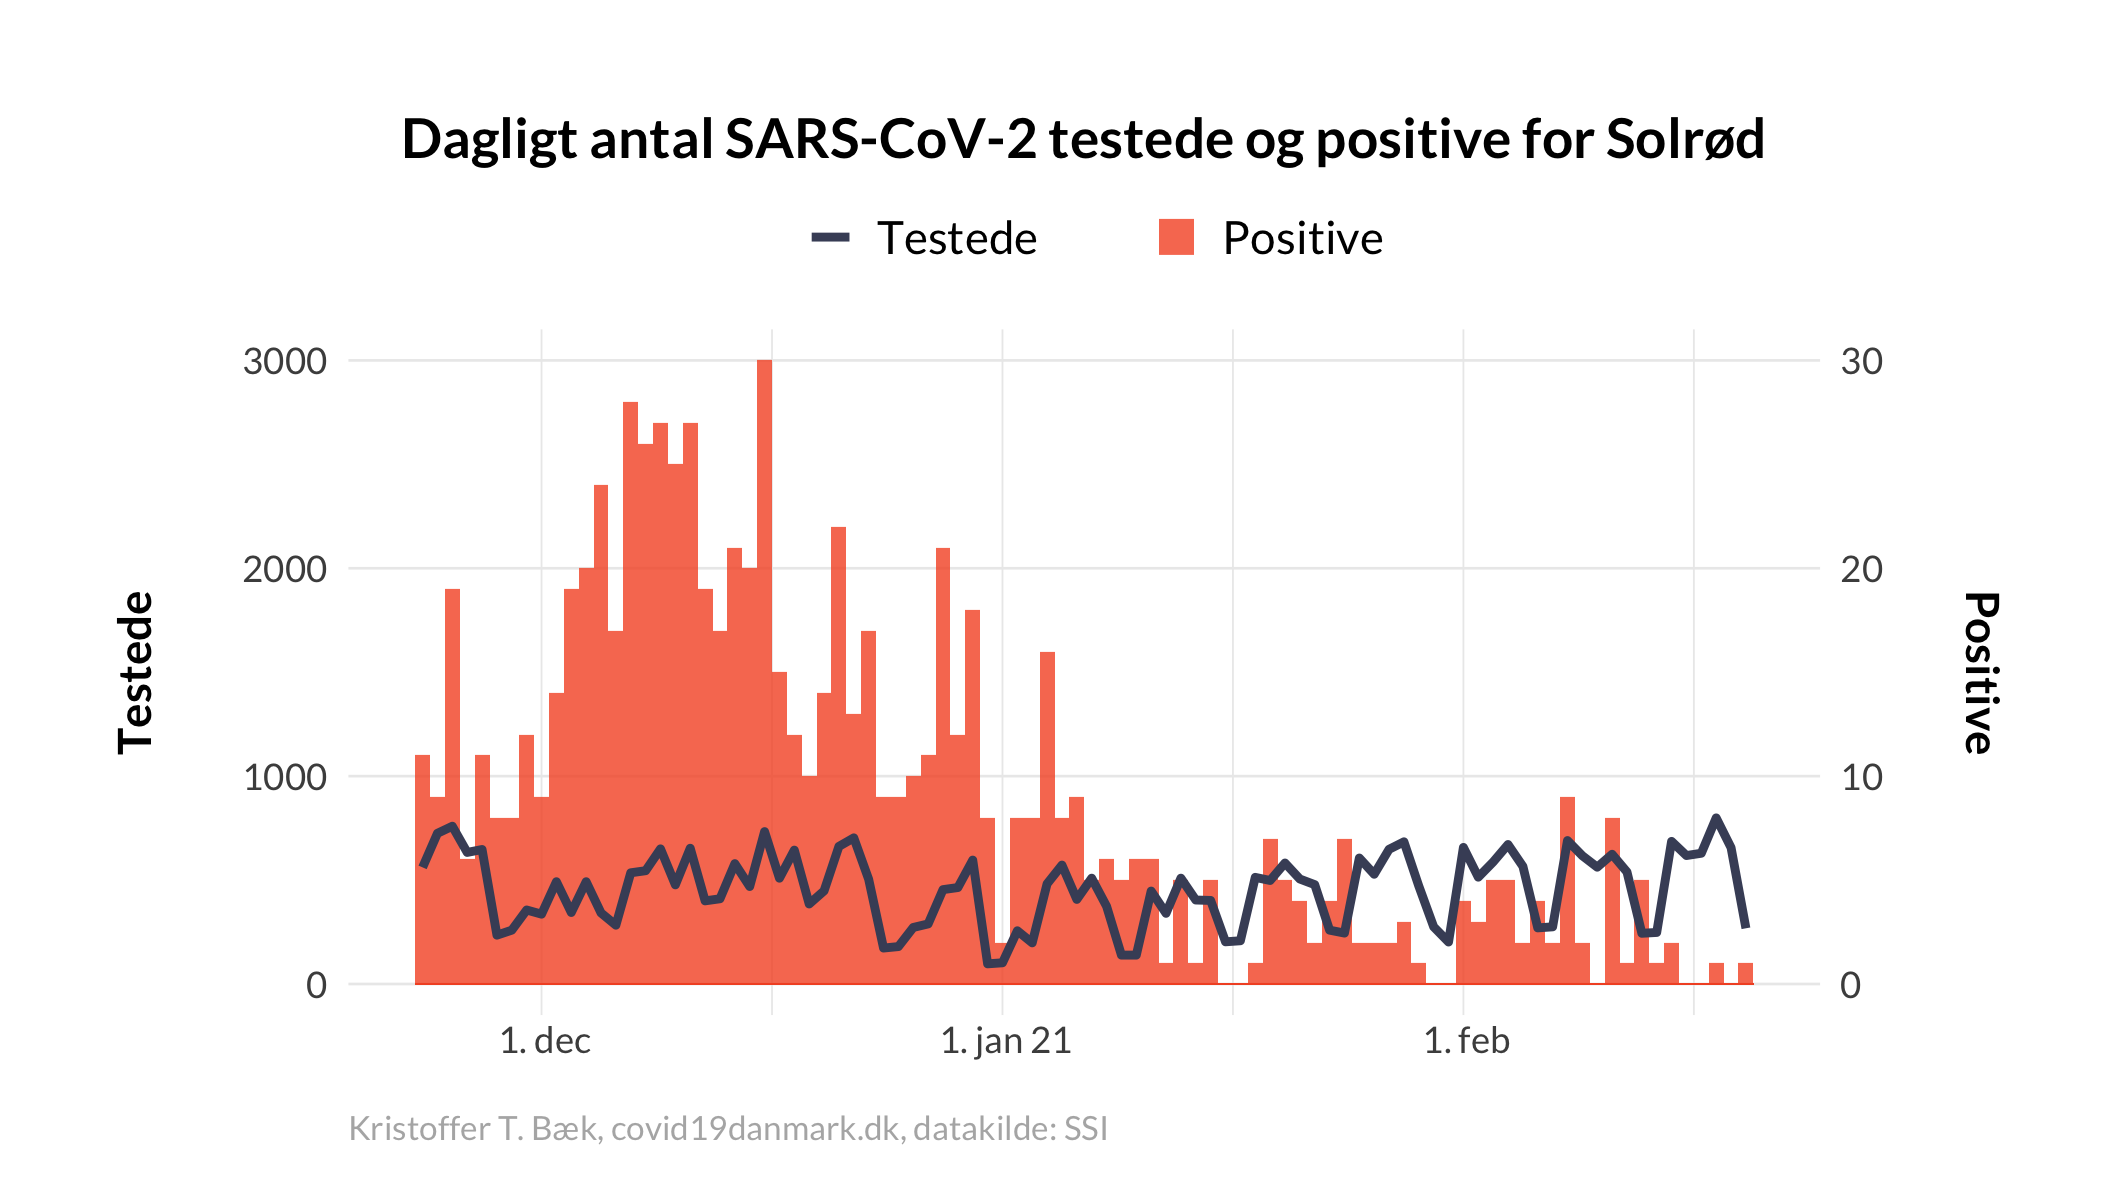 Dagligt antal SARS-CoV-2 testede og positive for Solrød
Testede
Positive
3000
2000
1000
0
Testede
30
20
10
0
Positive
1. dec
1. jan 21
1. feb
Kristoffer T. Bæk, covid19danmark.dk, datakilde: SSI